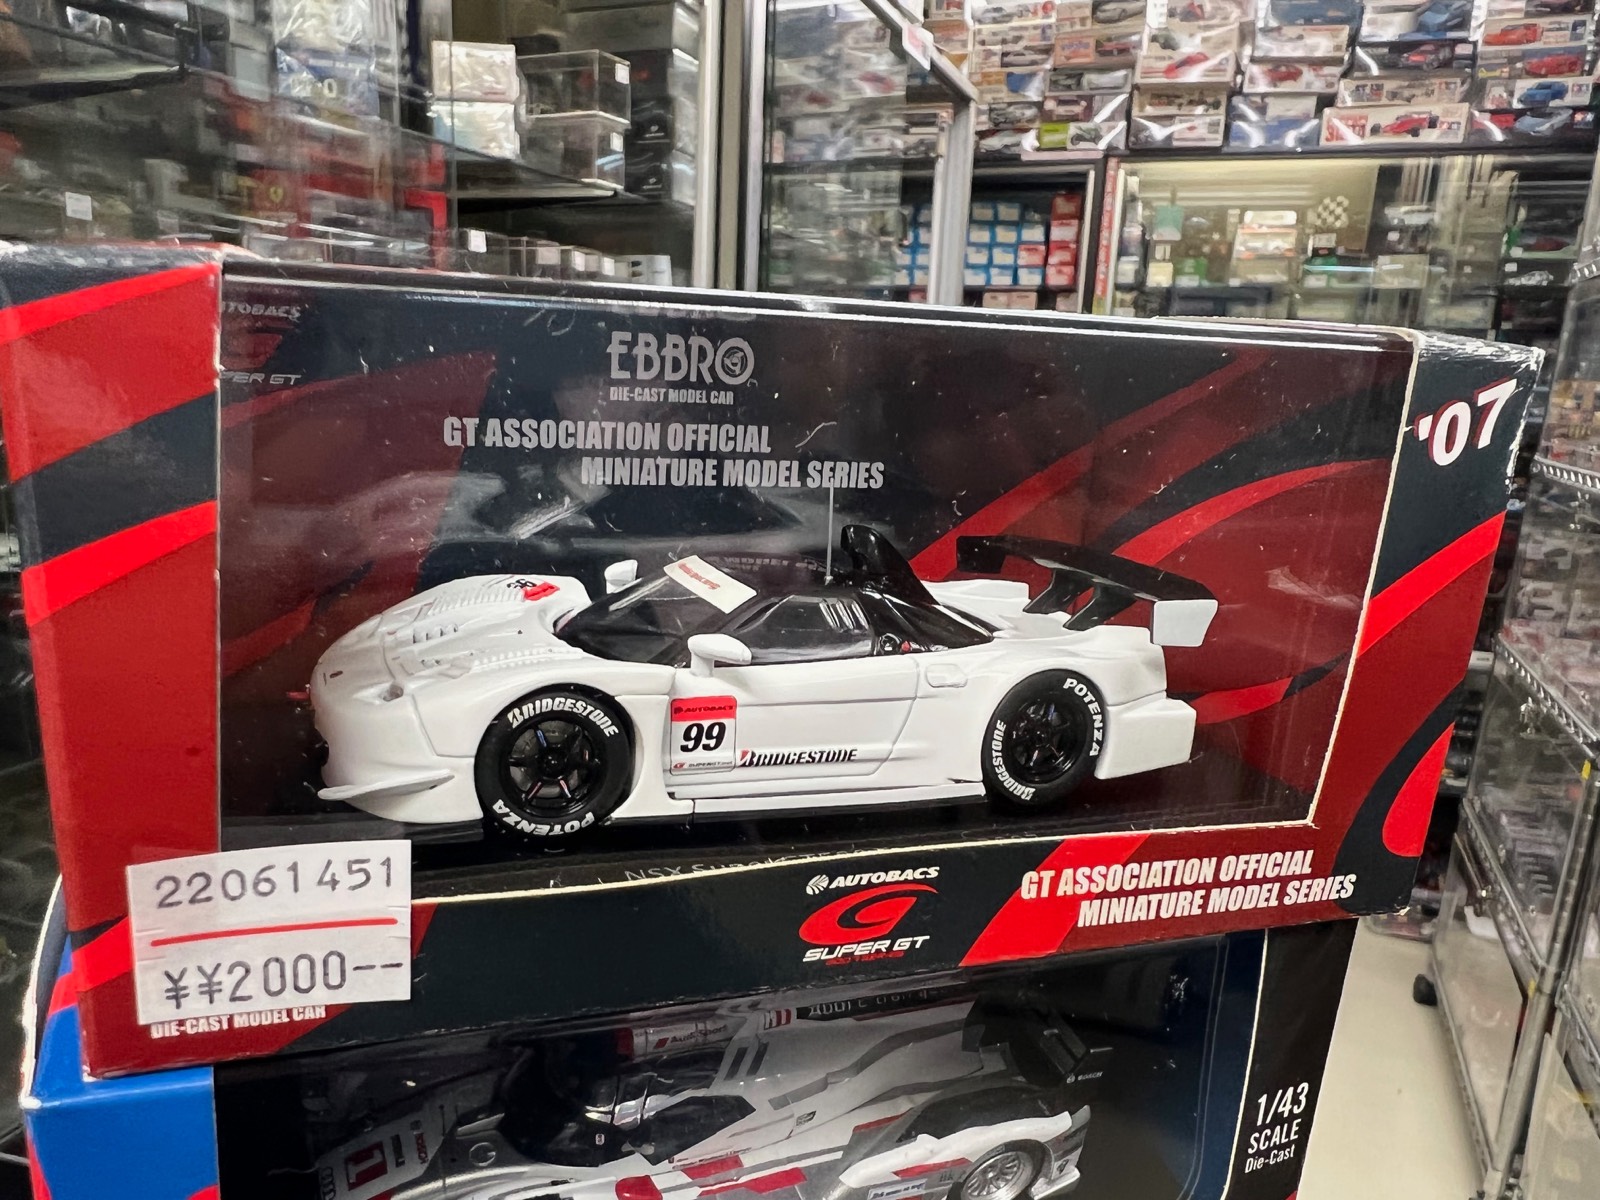 EBBRO
DIE-CAST MODEL CAR
GT ASSOCIATION OFFICIAL
MINIATURE MODEL SERIES
'07
AUTOBACS
99
BRIDGESTONE
BRIDGESTONE
POTENZA
POTENZA
BRIDGESTONE
AUTOBACS
SUPER GT
GT ASSOCIATION OFFICIAL
MINIATURE MODEL SERIES
22061451
¥¥2000--
DIE-CAST MODEL CAR
1/43
SCALE
Die-Cast